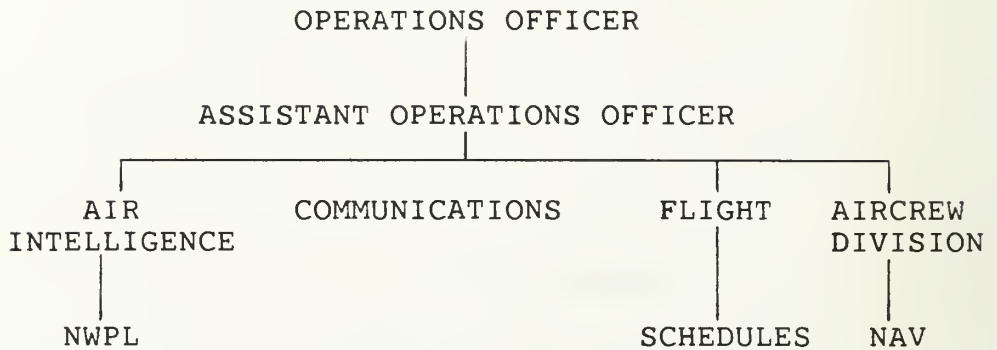 OPERATIONS OFFICER
ASSISTANT OPERATIONS OFFICER
AIR COMMUNICATIONS FLIGHT AIRCREW
INTELLIGENCE DIVISION
NWPL SCHEDULES NAV